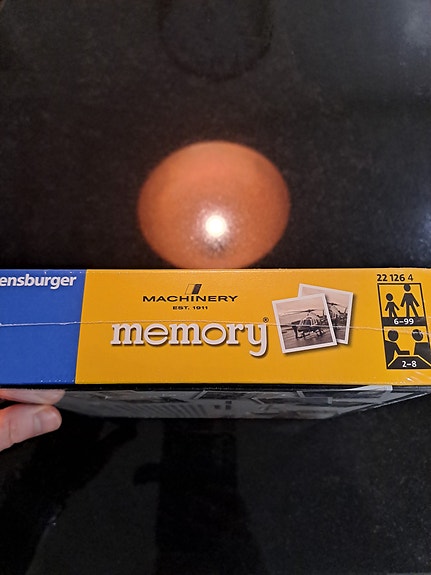 ensburger
MACHINERY
EST. 1911
memory®
22 126 4
6–99
2–8